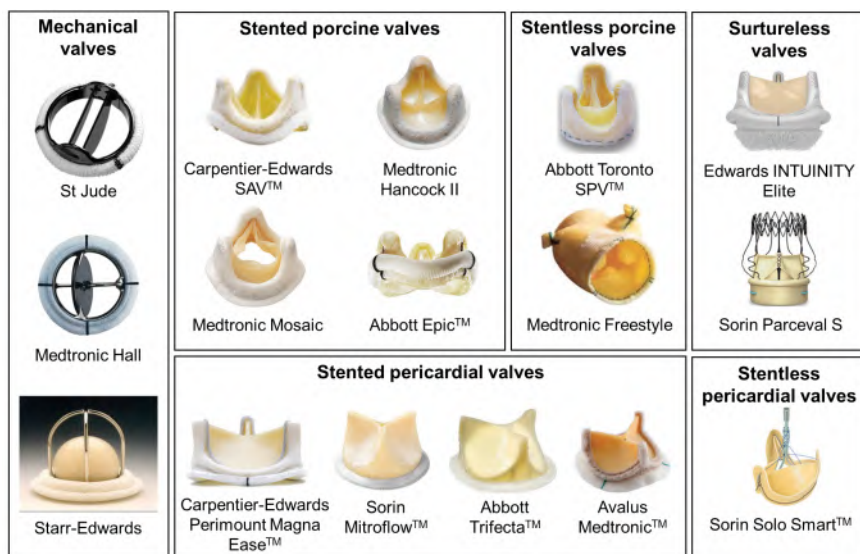 Mechanical
valves
St Jude
Medtronic Hall
Starr-Edwards
Stented porcine valves
Carpentier-Edwards
SAV™
Medtronic
Hancock II
Medtronic Mosaic
Abbott Epic™
Stentless porcine
valves
Abbott Toronto
SPV™
Medtronic Freestyle
Surtureless
valves
Edwards INTUINITY
Elite
Sorin Parceval S
Stented pericardial valves
Carpentier-Edwards
Perimount Magna
Ease™
Sorin
Mitroflow™
Abbott
Trifecta™
Avalus
Medtronic™
Stentless
pericardial valves
Sorin Solo Smart™